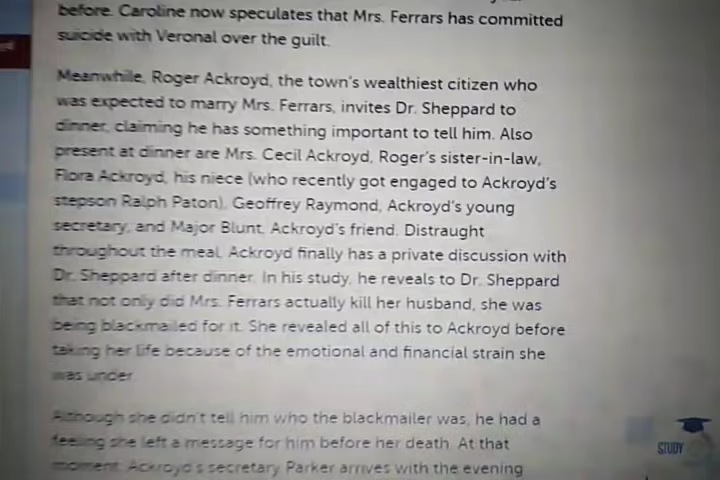 before. Caroline now speculates that Mrs. Ferrars has committed
suicide with Veronal over the guilt.
Meanwhile, Roger Ackroyd, the town's wealthiest citizen who
was expected to marry Mrs. Ferrars, invites Dr. Sheppard to
dinner, claiming he has something important to tell him. Also
present at dinner are Mrs. Cecil Ackroyd, Roger's sister-in-law,
Flora Ackroyd, his niece (who recently got engaged to Ackroyd's
stepson Ralph Paton), Geoffrey Raymond, Ackroyd's young
secretary, and Major Blunt, Ackroyd's friend. Distraught
throughout the meal, Ackroyd finally has a private discussion with
Dr. Sheppard after dinner. In his study, he reveals to Dr. Sheppard
that not only did Mrs. Ferrars actually kill her husband, she was
being blackmailed for it. She revealed all of this to Ackroyd before
taking her life because of the emotional and financial strain she
was under.
Although she didn't tell him who the blackmailer was, he had a
feeling she left a message for him before her death. At that
moment, Ackroyd's secretary Parker arrives with the evening
STUDY